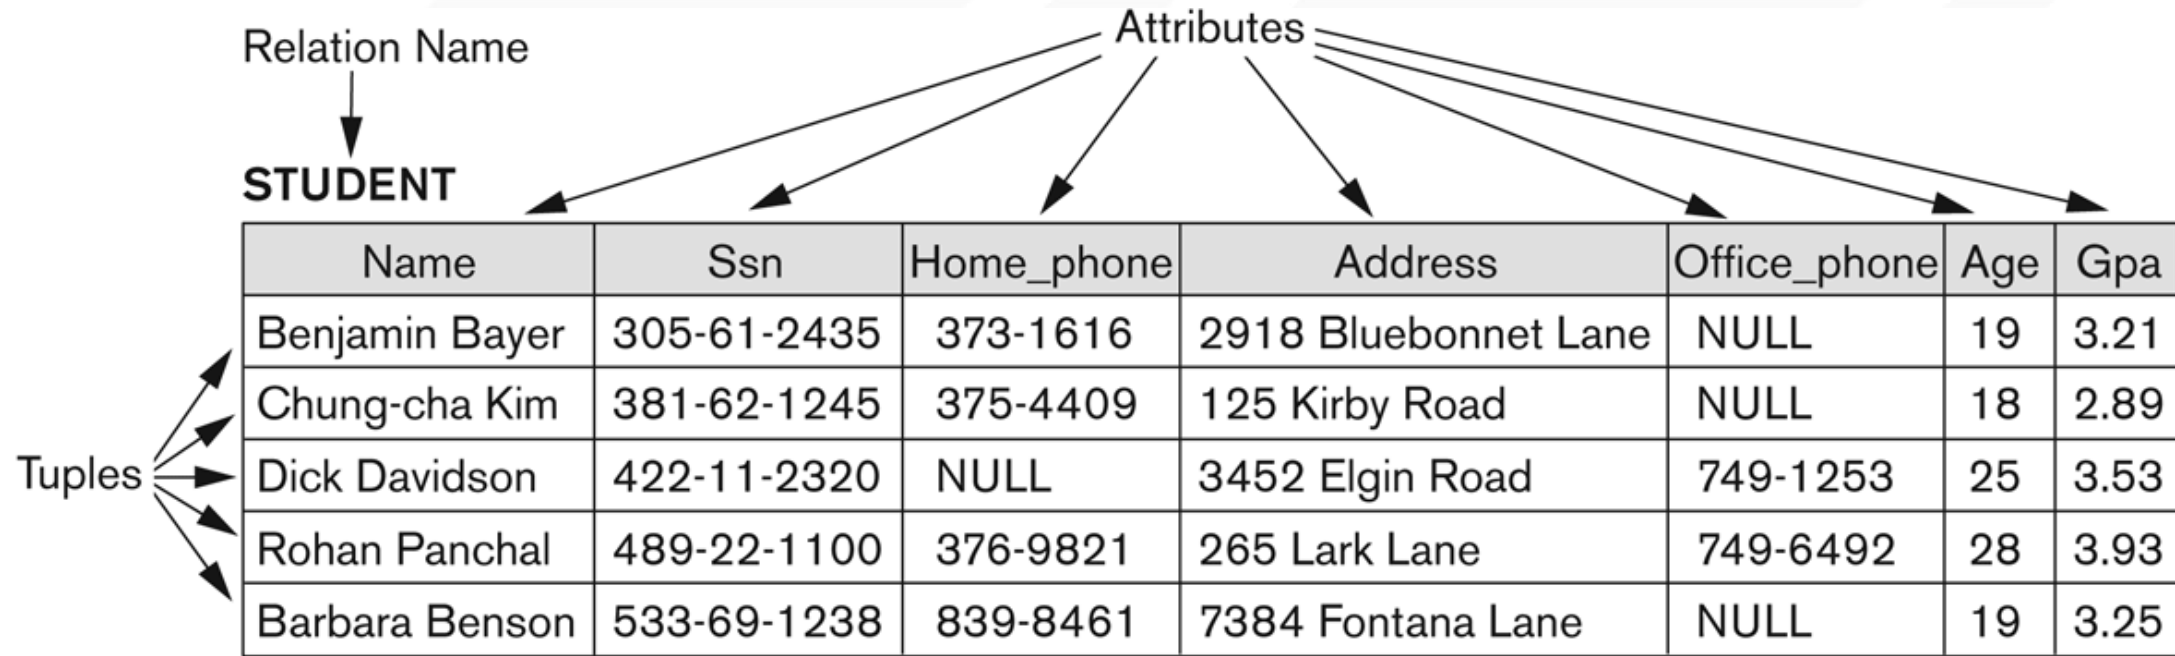 Attributes
Relation Name
STUDENT
Name Ssn Home_phone Address Office_phone Age Gpa
Benjamin Bayer 305-61-2435 373-1616 2918 Bluebonnet Lane NULL 19 3.21
Chung-cha Kim 381-62-1245 375-4409 125 Kirby Road NULL 18 2.89
Tuples
Dick Davidson 422-11-2320 NULL 3452 Elgin Road 749-1253 25 3.53
Rohan Panchal 489-22-1100 376-9821 265 Lark Lane 749-6492 28 3.93
Barbara Benson 533-69-1238 839-8461 7384 Fontana Lane NULL 19 3.25